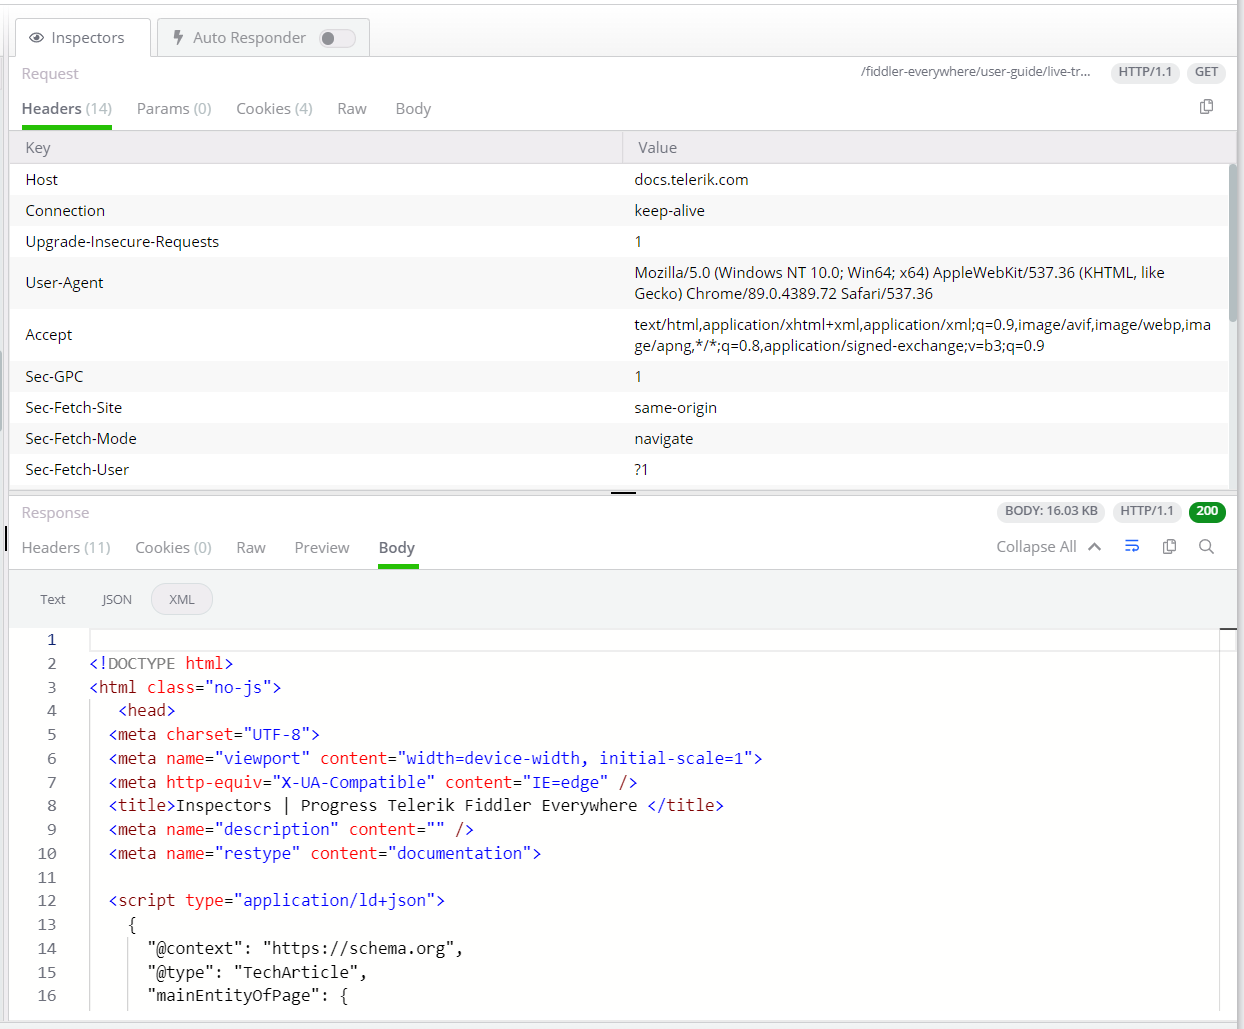 Inspectors
Auto Responder
Request
/fiddler-everywhere/user-guide/live-tr...
HTTP/1.1
GET
Headers (14)
Params (0)
Cookies (4)
Raw
Body
Key
Value
Host
docs.telerik.com
Connection
keep-alive
Upgrade-Insecure-Requests
1
User-Agent
Mozilla/5.0 (Windows NT 10.0; Win64; x64) AppleWebKit/537.36 (KHTML, like
Gecko) Chrome/89.0.4389.72 Safari/537.36
Accept
text/html,application/xhtml+xml,application/xml;q=0.9,image/avif,image/webp,ima
ge/apng,*/*;q=0.8,application/signed-exchange;v=b3;q=0.9
Sec-GPC
1
Sec-Fetch-Site
same-origin
Sec-Fetch-Mode
navigate
Sec-Fetch-User
?1
Response
BODY: 16.03 KB
HTTP/1.1
200
Headers (11)
Cookies (0)
Raw
Preview
Body
Collapse All
Text
JSON
XML
1
2 <!DOCTYPE html>
3 <html class="no-js">
4 <head>
5 <meta charset="UTF-8">
6 <meta name="viewport" content="width=device-width, initial-scale=1">
7 <meta http-equiv="X-UA-Compatible" content="IE=edge" />
8 <title>Inspectors | Progress Telerik Fiddler Everywhere </title>
9 <meta name="description" content="" />
10 <meta name="restype" content="documentation">
11
12 <script type="application/ld+json">
13 {
14 "@context": "https://schema.org",
15 "@type": "TechArticle",
16 "mainEntityOfPage": {